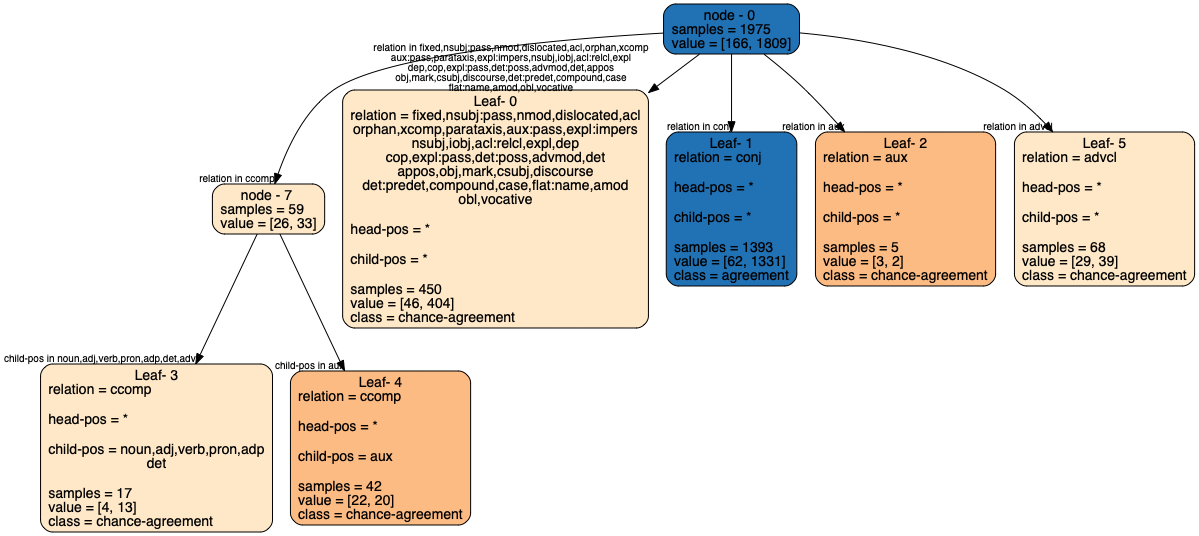 node - 0
samples = 1975
value = [166, 1809]
relation in fixed,nsubj:pass,nmod,dislocated,acl,orphan,xcomp
aux:pass,parataxis,expl:impers,nsubj,iobj,acl:relcl,expl
dep,cop,expl:pass,det:poss,advmod,det,appos
obj,mark,csubj,discourse,det:predet,compound,case
flat:name,amod,obl,vocative
Leaf- 0
relation = fixed,nsubj:pass,nmod,dislocated,acl
orphan,xcomp,parataxis,aux:pass,expl:impers
nsubj,iobj,acl:relcl,expl,dep
cop,expl:pass,det:poss,advmod,det
appos,obj,mark,csubj,discourse
det:predet,compound,case,flat:name,amod
obl,vocative
head-pos = *
child-pos = *
samples = 450
value = [46, 404]
class = chance-agreement
relation in conj
Leaf- 1
relation = conj
head-pos = *
child-pos = *
samples = 1393
value = [62, 1331]
class = agreement
relation in aux
Leaf- 2
relation = aux
head-pos = *
child-pos = *
samples = 5
value = [3, 2]
class = chance-agreement
relation in advcl
Leaf- 5
relation = advcl
head-pos = *
child-pos = *
samples = 68
value = [29, 39]
class = chance-agreement
relation in ccomp
node - 7
samples = 59
value = [26, 33]
child-pos in noun,adj,verb,pron,adp,det,adv
Leaf- 3
relation = ccomp
head-pos = *
child-pos = noun,adj,verb,pron,adp
det
samples = 17
value = [4, 13]
class = chance-agreement
child-pos in aux
Leaf- 4
relation = ccomp
head-pos = *
child-pos = aux
samples = 42
value = [22, 20]
class = chance-agreement